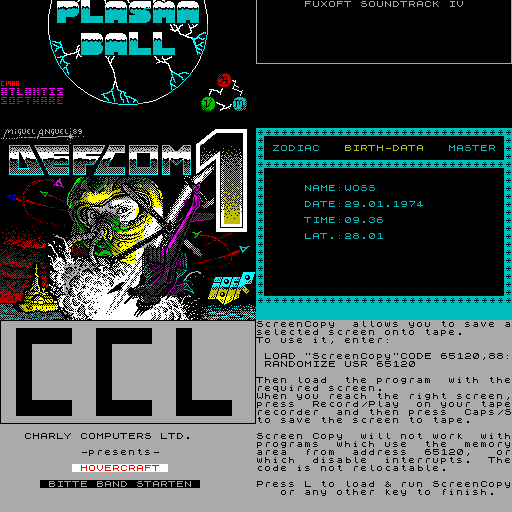 PLASMA
BALL
©1988
ATLANTIS
SOFTWARE
FUXOFT SOUNDTRACK IV
MIGUEL ANGUEL'89
DEFCOM 1
ZODIAC BIRTH-DATA MASTER
NAME:WOSS
DATE:29.01.1974
TIME:09.36
LAT.:28.01
CCL
CHARLY COMPUTERS LTD.
-presents-
HOVERCRAFT
BITTE BAND STARTEN
ScreenCopy allows you to save a
selected screen onto tape.
To use it, enter:
LOAD "ScreenCopy"CODE 65120,88:
RANDOMIZE USR 65120
Then load the program with the
required screen.
When you reach the right screen,
press Record/Play on your tape
recorder and then press Caps/S
to save the screen to tape.
Screen Copy will not work with
programs which use the memory
area from address 65120, or
which disable interrupts. The
code is not relocatable.
Press L to load & run ScreenCopy
or any other key to finish.